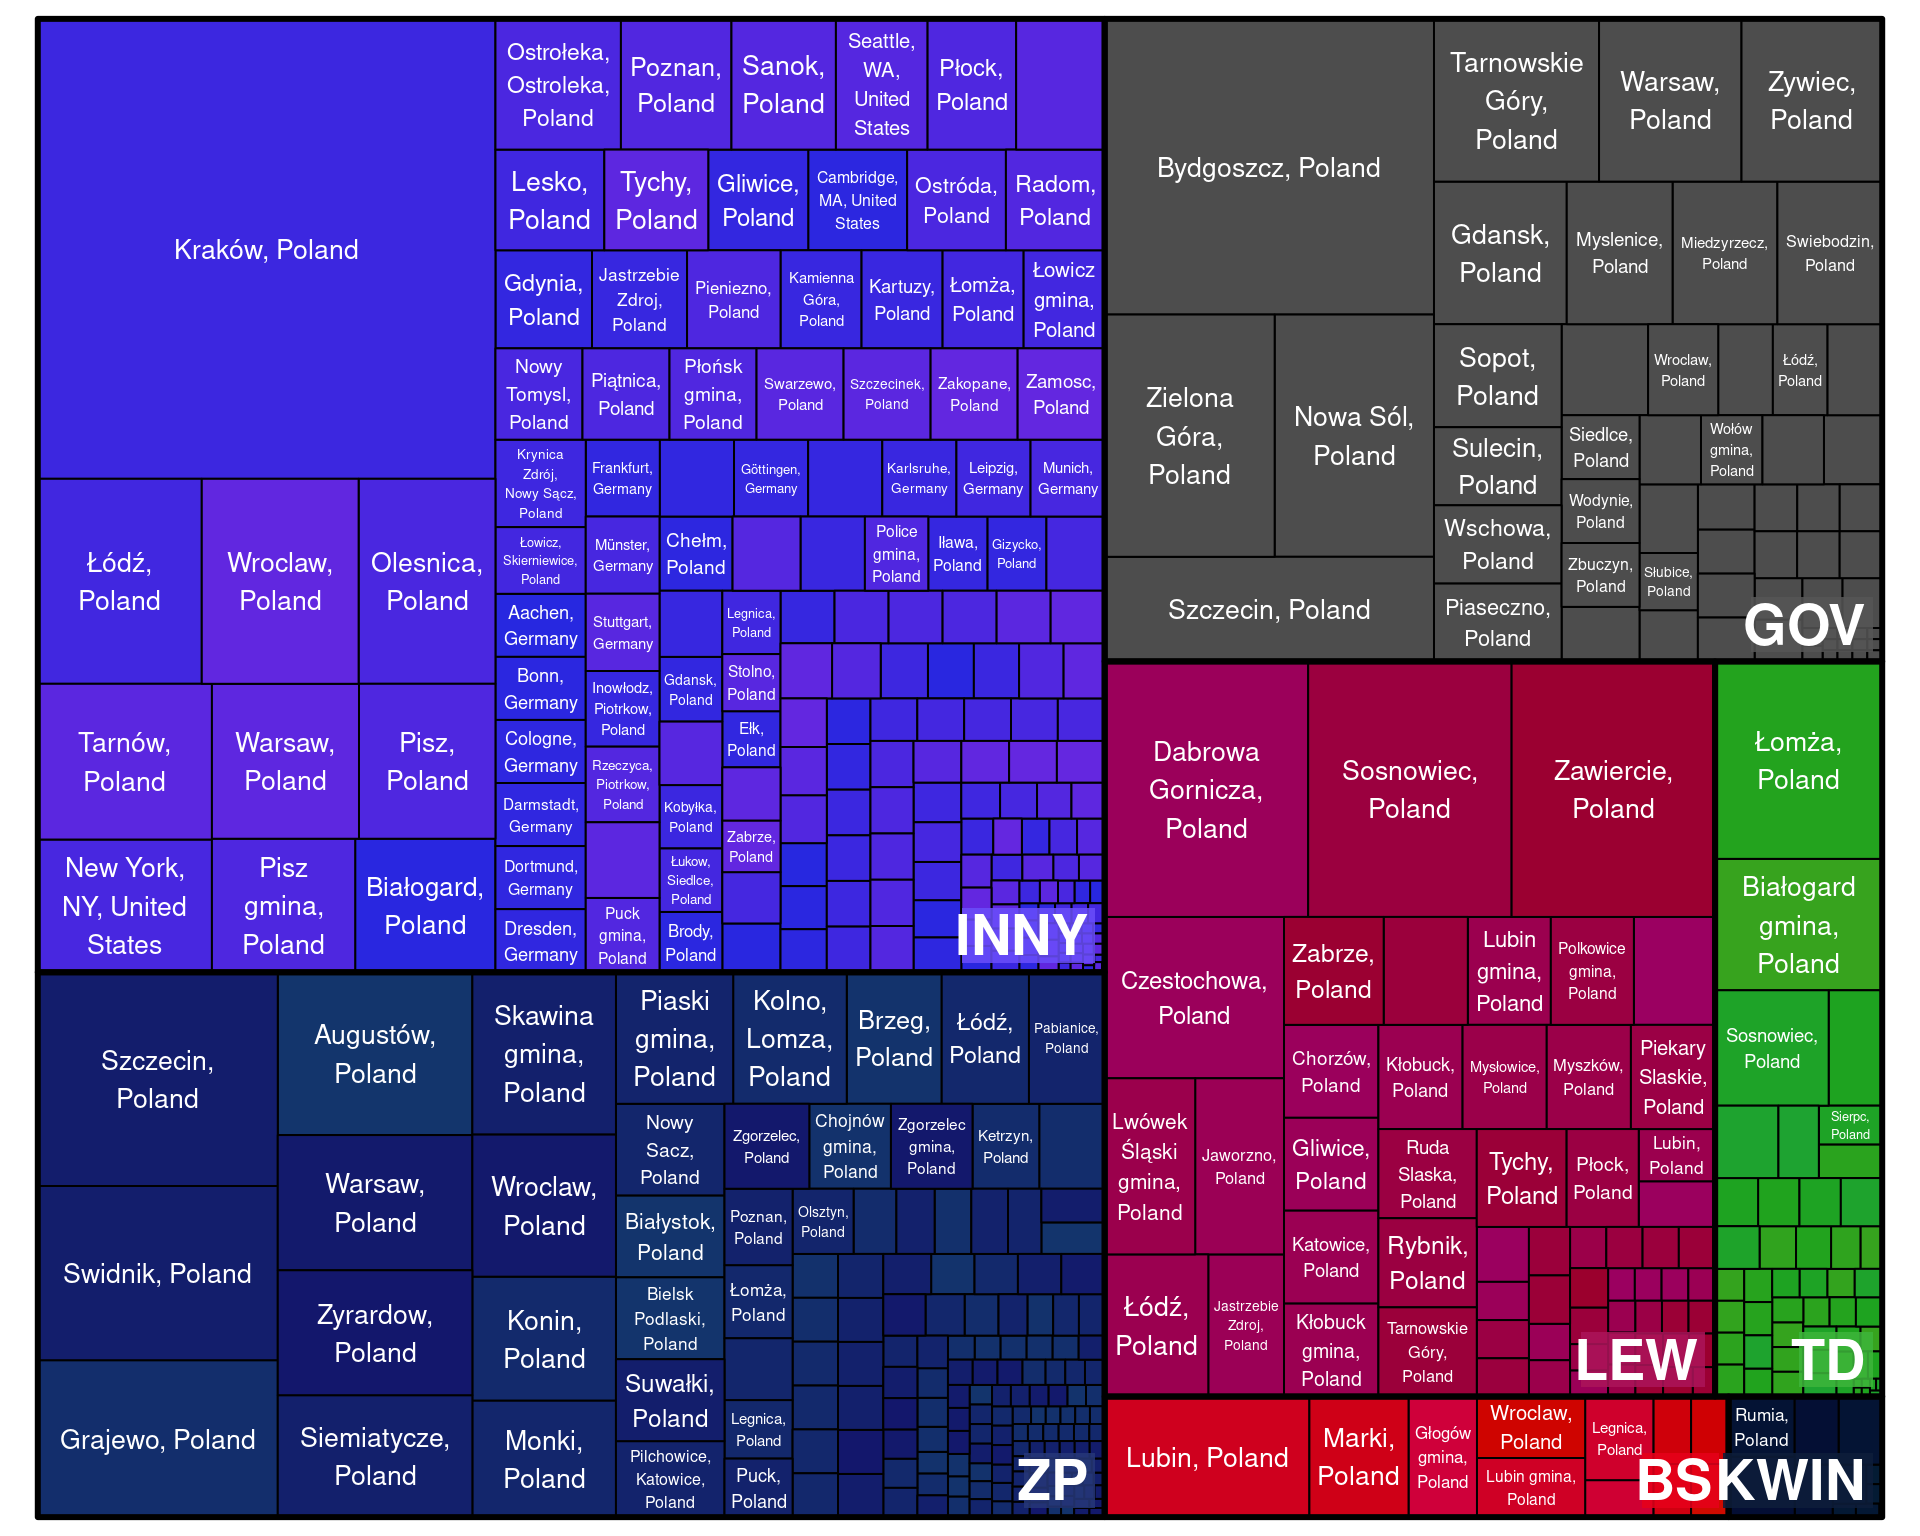 Kraków, Poland
Łódź,
Poland
Wroclaw,
Poland
Olesnica,
Poland
Tarnów,
Poland
Warsaw,
Poland
Pisz,
Poland
New York,
NY, United
States
Pisz
gmina,
Poland
Białogard,
Poland
Ostrołeka,
Ostroleka,
Poland
Poznan,
Poland
Sanok,
Poland
Seattle,
WA,
United
States
Płock,
Poland
Lesko,
Poland
Tychy,
Poland
Gliwice,
Poland
Cambridge,
MA, United
States
Ostróda,
Poland
Radom,
Poland
Gdynia,
Poland
Jastrzebie
Zdroj,
Poland
Pieniezno,
Poland
Kamienna
Góra,
Poland
Kartuzy,
Poland
Łomża,
Poland
Łowicz
gmina,
Poland
Nowy
Tomysl,
Poland
Piątnica,
Poland
Płońsk
gmina,
Poland
Swarzewo,
Poland
Szczecinek,
Poland
Zakopane,
Poland
Zamosc,
Poland
Krynica
Zdrój,
Nowy Sącz,
Poland
Łowicz,
Skierniewice,
Poland
Aachen,
Germany
Bonn,
Germany
Cologne,
Germany
Darmstadt,
Germany
Dortmund,
Germany
Dresden,
Germany
Frankfurt,
Germany
Göttingen,
Germany
Karlsruhe,
Germany
Leipzig,
Germany
Munich,
Germany
Münster,
Germany
Stuttgart,
Germany
Inowłodz,
Piotrkow,
Poland
Rzeczyca,
Piotrkow,
Poland
Puck
gmina,
Poland
Chełm,
Poland
Police
gmina,
Poland
Iława,
Poland
Gizycko,
Poland
Gdansk,
Poland
Kobyłka,
Poland
Łukow,
Siedlce,
Poland
Brody,
Poland
Legnica,
Poland
Stolno,
Poland
Ełk,
Poland
Zabrze,
Poland
INNY
Bydgoszcz, Poland
Zielona
Góra,
Poland
Nowa Sól,
Poland
Szczecin, Poland
Tarnowskie
Góry,
Poland
Warsaw,
Poland
Zywiec,
Poland
Gdansk,
Poland
Myslenice,
Poland
Miedzyrzecz,
Poland
Swiebodzin,
Poland
Sopot,
Poland
Sulecin,
Poland
Wschowa,
Poland
Piaseczno,
Poland
Wroclaw,
Poland
Łódź,
Poland
Siedlce,
Poland
Wodynie,
Poland
Zbuczyn,
Poland
Wołów
gmina,
Poland
Słubice,
Poland
GOV
Szczecin,
Poland
Swidnik, Poland
Grajewo, Poland
Augustów,
Poland
Warsaw,
Poland
Zyrardow,
Poland
Siemiatycze,
Poland
Skawina
gmina,
Poland
Wroclaw,
Poland
Konin,
Poland
Monki,
Poland
Piaski
gmina,
Poland
Kolno,
Lomza,
Poland
Brzeg,
Poland
Łódź,
Poland
Pabianice,
Poland
Nowy
Sacz,
Poland
Białystok,
Poland
Bielsk
Podlaski,
Poland
Suwałki,
Poland
Pilchowice,
Katowice,
Poland
Zgorzelec,
Poland
Chojnów
gmina,
Poland
Zgorzelec
gmina,
Poland
Ketrzyn,
Poland
Poznan,
Poland
Olsztyn,
Poland
Łomża,
Poland
Legnica,
Poland
Puck,
Poland
ZP
Dabrowa
Gornicza,
Poland
Sosnowiec,
Poland
Zawiercie,
Poland
Czestochowa,
Poland
Lwówek
Śląski
gmina,
Poland
Jaworzno,
Poland
Łódź,
Poland
Jastrzebie
Zdroj,
Poland
Zabrze,
Poland
Lubin
gmina,
Poland
Polkowice
gmina,
Poland
Chorzów,
Poland
Gliwice,
Poland
Katowice,
Poland
Kłobuck
gmina,
Poland
Kłobuck,
Poland
Mysłowice,
Poland
Myszków,
Poland
Piekary
Slaskie,
Poland
Ruda
Slaska,
Poland
Rybnik,
Poland
Tarnowskie
Góry,
Poland
Tychy,
Poland
Płock,
Poland
Lubin,
Poland
LEW
Łomża,
Poland
Białogard
gmina,
Poland
Sosnowiec,
Poland
Sierpc,
Poland
TD
Lubin, Poland
Marki,
Poland
Głogów
gmina,
Poland
Wroclaw,
Poland
Lubin gmina,
Poland
Legnica,
Poland
BS
Rumia,
Poland
KWIN